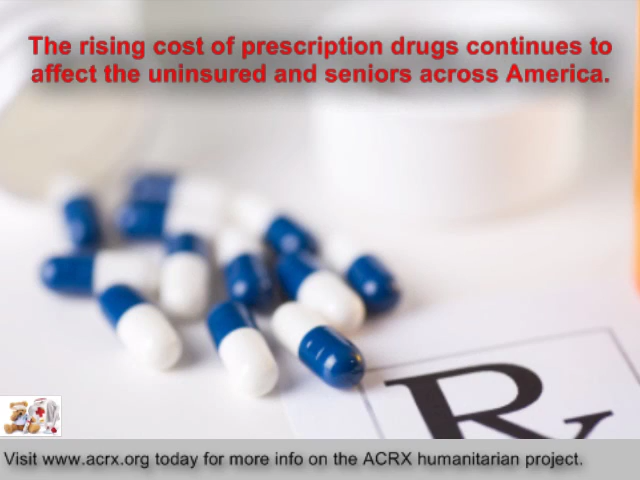 The rising cost of prescription drugs continues to
affect the uninsured and seniors across America.
R
Visit www.acrx.org today for more info on the ACRX humanitarian project.